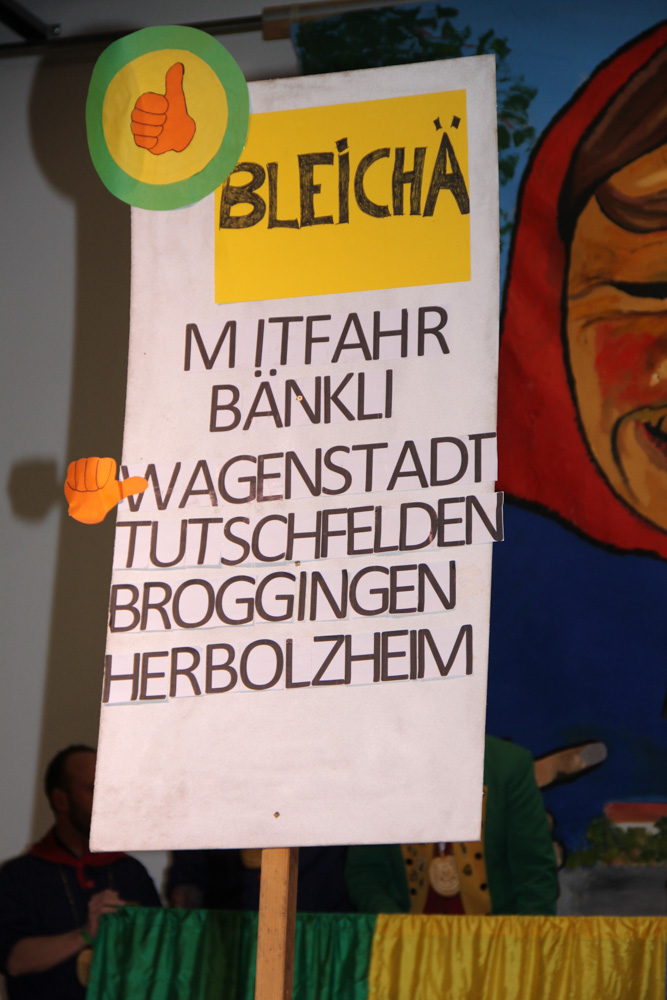 BLEICHÄ
MITFAHR
BÄNKLI
WAGENSTADT
TUTSCHFELDEN
BROGGINGEN
HERBOLZHEIM